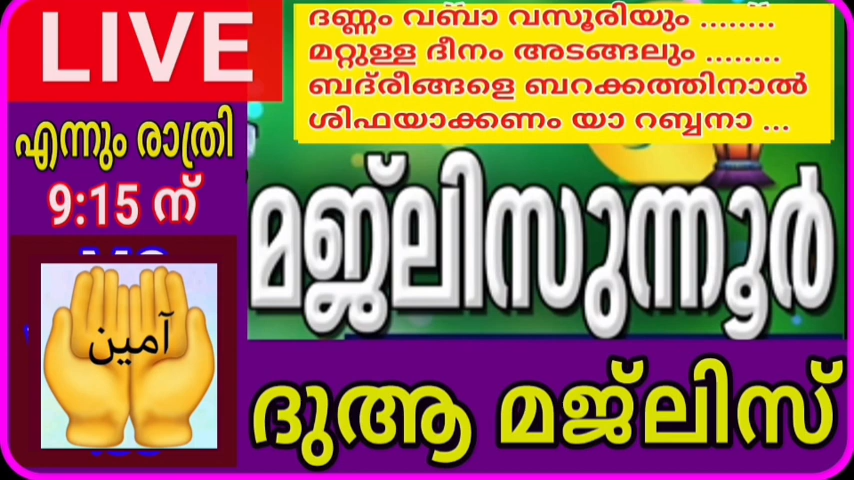 LIVE
ദണ്ണം വബാ വസൂരിയും ........
മറ്റുള്ള ദീനം അടങ്ങലും ........
ബദ്‌രീങ്ങളെ ബറക്കത്തിനാൽ
ശിഫയാക്കണം യാ റബ്ബനാ ...
എന്നും രാത്രി
9:15 ന്
മജ്‌ലിസുന്നൂർ
آمين
ദുആ മജ്‌ലിസ്